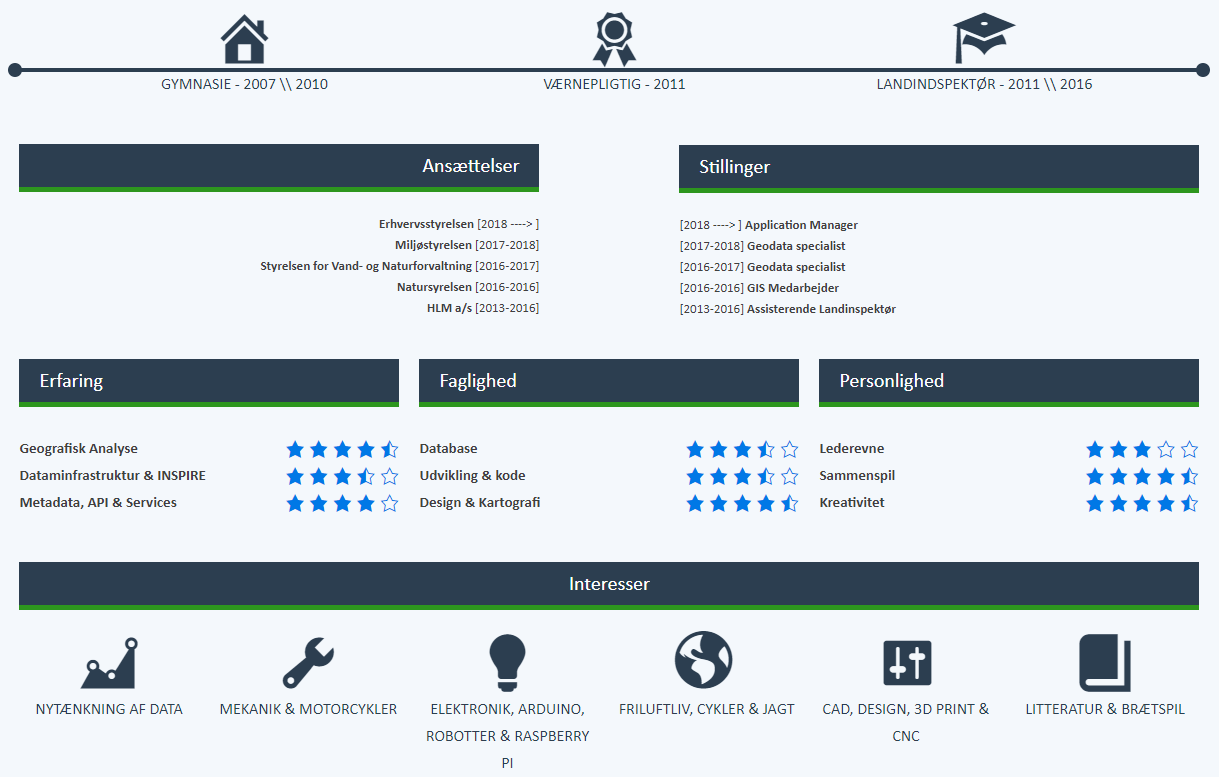 GYMNASIE - 2007 \\ 2010
VÆRNEPLIGTIG - 2011
LANDINDSPEKTØR - 2011 \\ 2016
Ansættelser
Erhvervsstyrelsen [2018 ----> ]
Miljøstyrelsen [2017-2018]
Styrelsen for Vand- og Naturforvaltning [2016-2017]
Natursyrelsen [2016-2016]
HLM a/s [2013-2016]
Stillinger
[2018 ----> ] Application Manager
[2017-2018] Geodata specialist
[2016-2017] Geodata specialist
[2016-2016] GIS Medarbejder
[2013-2016] Assisterende Landinspektør
Erfaring
Geografisk Analyse
Dataminfrastruktur & INSPIRE
Metadata, API & Services
Faglighed
Database
Udvikling & kode
Design & Kartografi
Personlighed
Lederevne
Sammenspil
Kreativitet
Interesser
NYTÆNKNING AF DATA
MEKANIK & MOTORCYKLER
ELEKTRONIK, ARDUINO,
ROBOTTER & RASPBERRY
PI
FRILUFTLIV, CYKLER & JAGT
CAD, DESIGN, 3D PRINT &
CNC
LITTERATUR & BRÆTSPIL